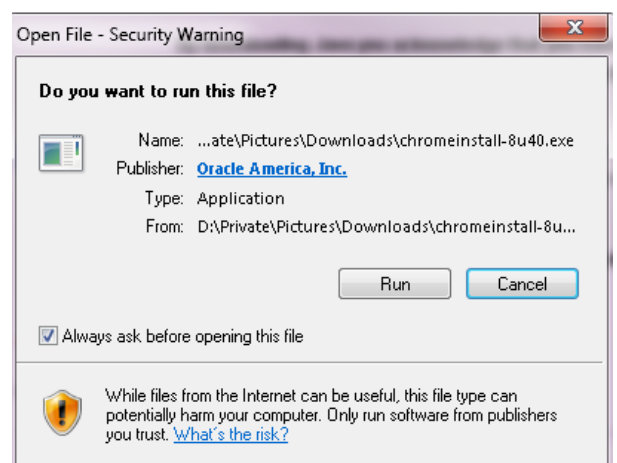 Open File - Security Warning
Do you want to run this file?
Name: ...ate\Pictures\Downloads\chromeinstall-8u40.exe
Publisher: Oracle America, Inc.
Type: Application
From: D:\Private\Pictures\Downloads\chromeinstall-8u...
Run Cancel
Always ask before opening this file
While files from the Internet can be useful, this file type can
potentially harm your computer. Only run software from publishers
you trust. What's the risk?